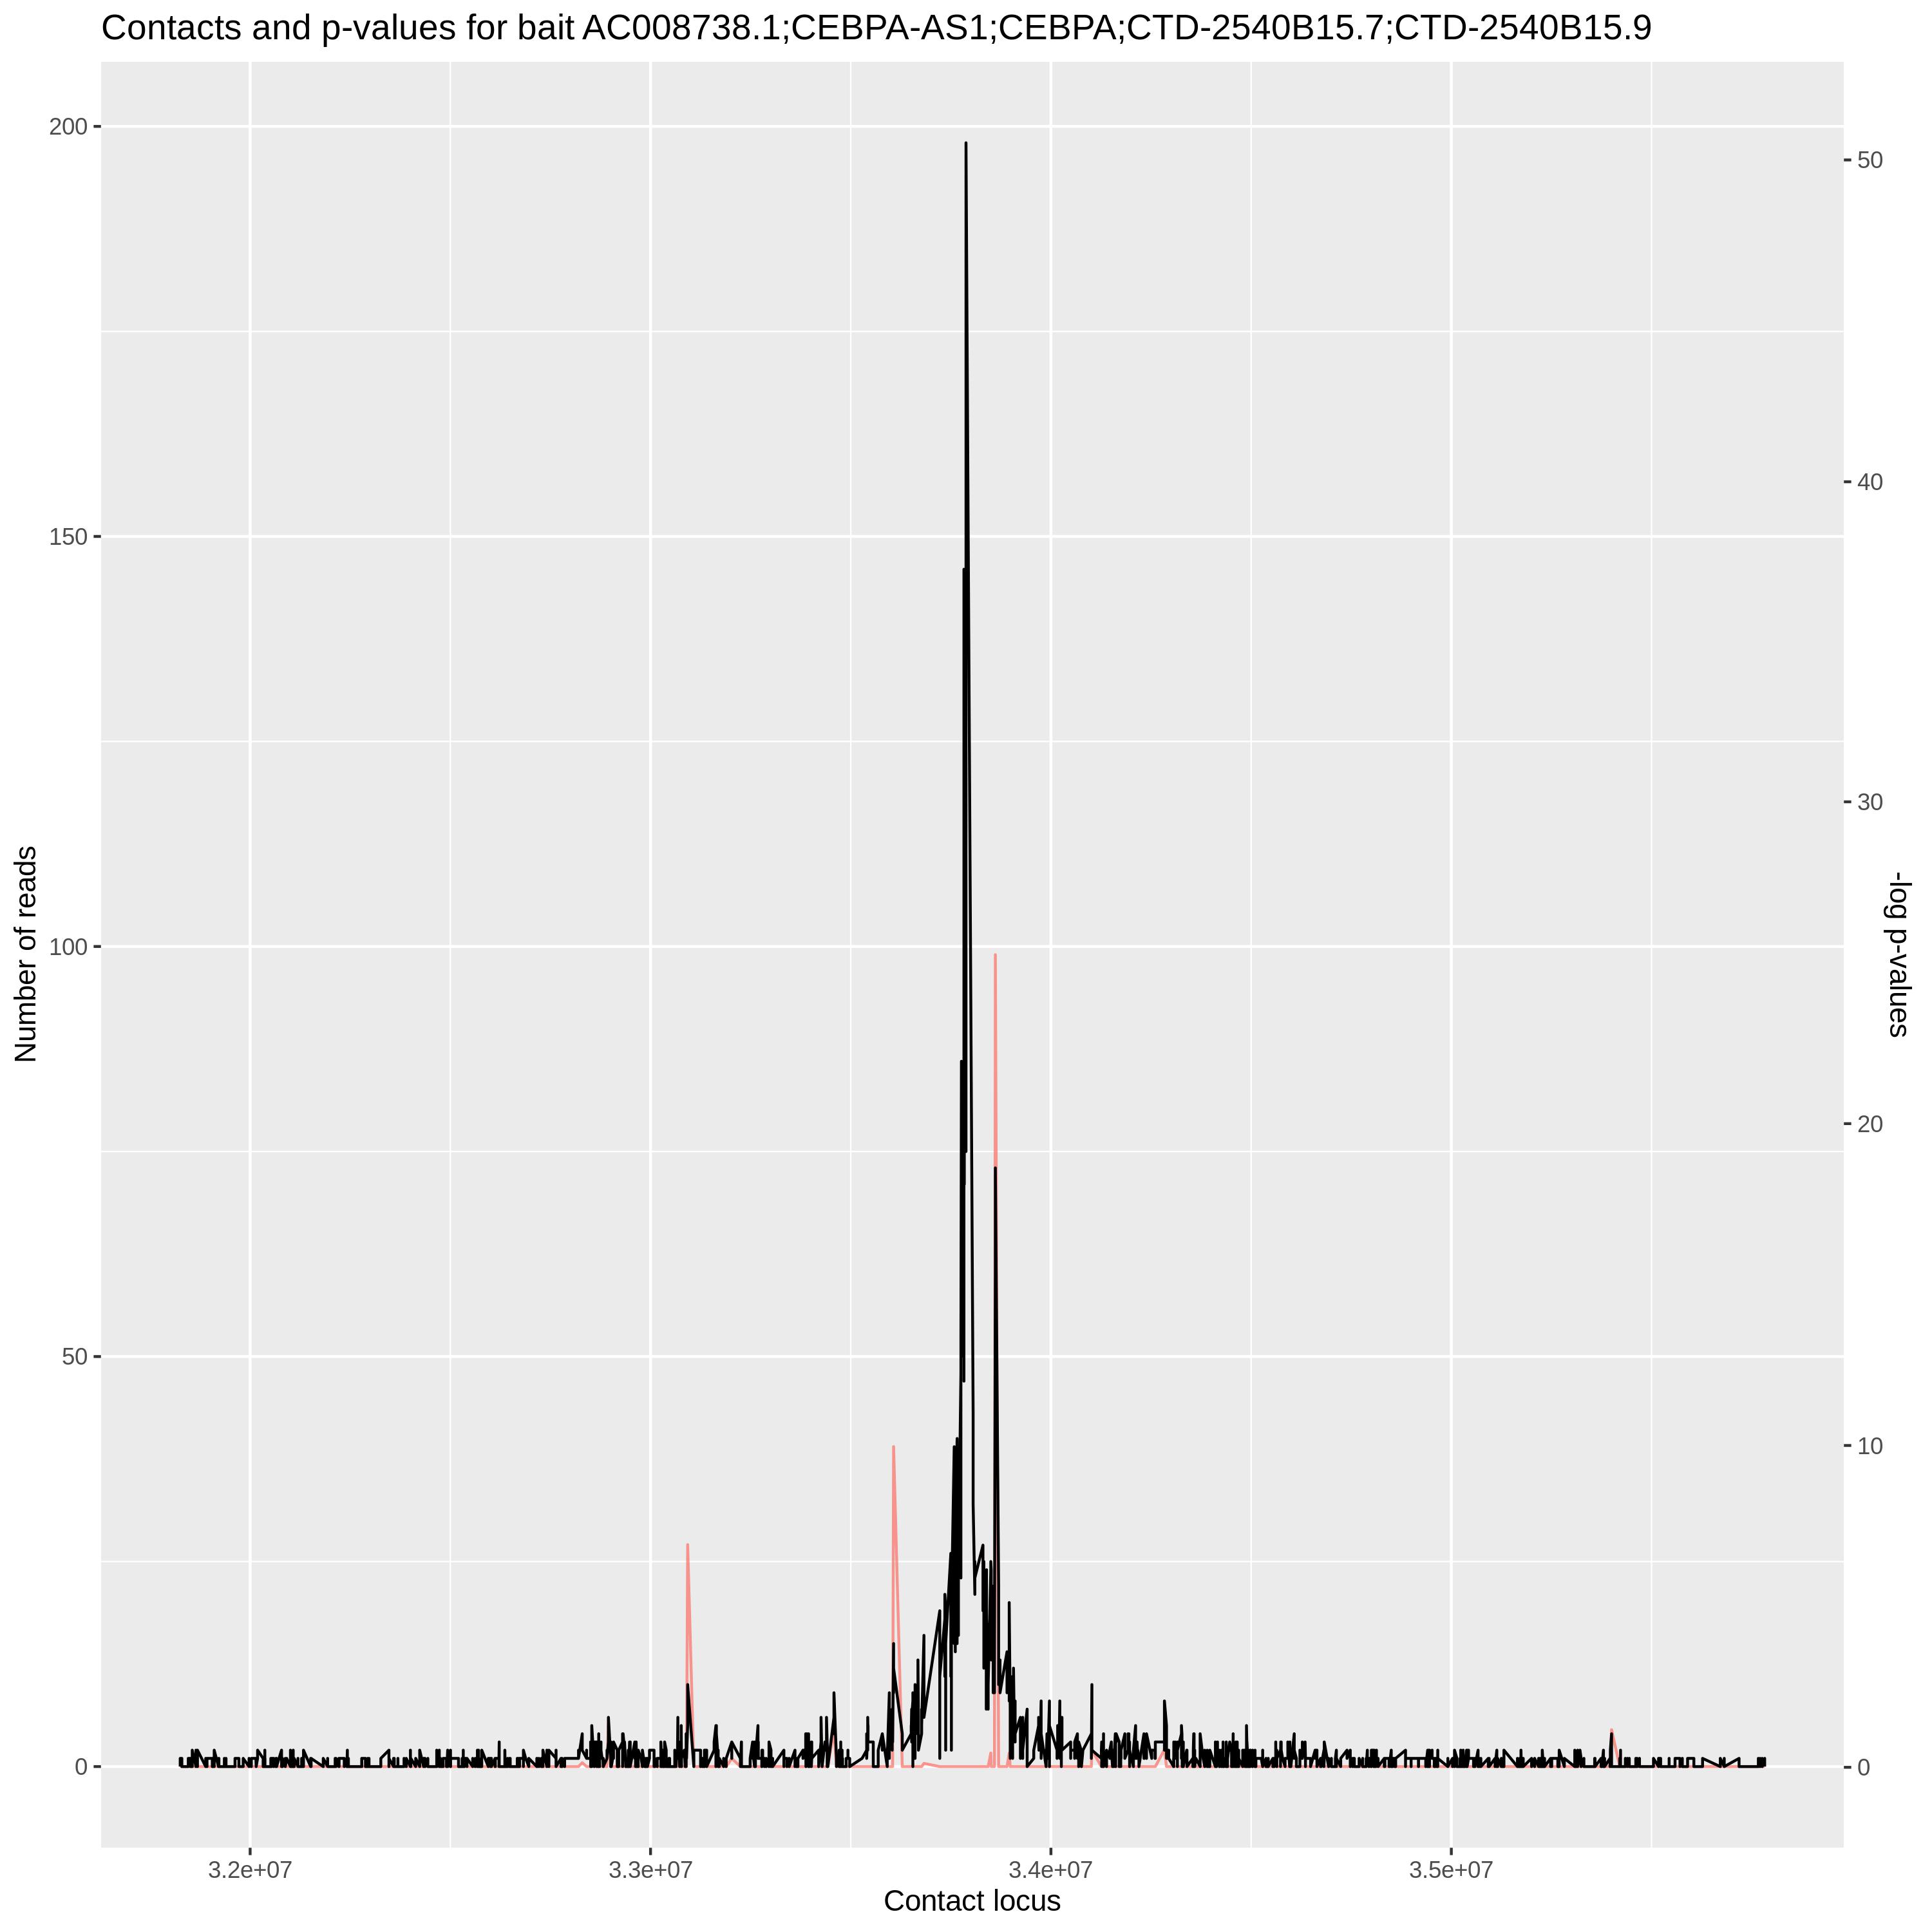 Contacts and p-values for bait AC008738.1;CEBPA-AS1;CEBPA;CTD-2540B15.7;CTD-2540B15.9
200
150
100
50
0
Number of reads
50
40
30
20
10
0
-log p-values
3.2e+07
3.3e+07
3.4e+07
3.5e+07
Contact locus